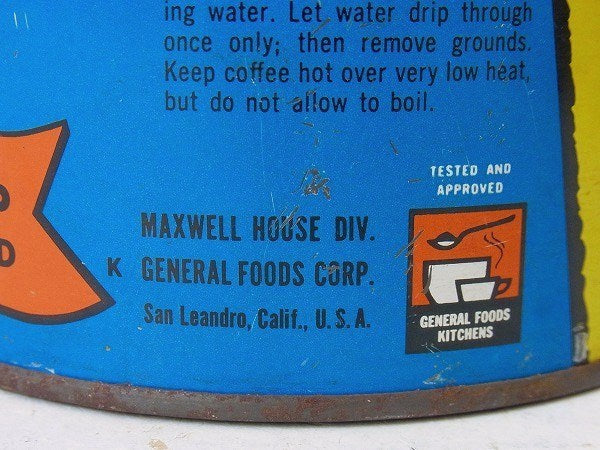 ing water. Let water drip through
once only; then remove grounds.
Keep coffee hot over very low heat,
but do not allow to boil.
TESTED AND
APPROVED
MAXWELL HOUSE DIV.
K GENERAL FOODS CORP.
San Leandro, Calif., U. S. A.
GENERAL FOODS
KITCHENS